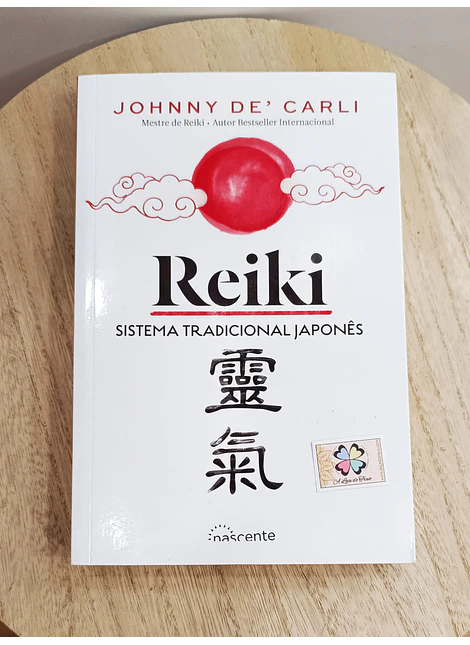 JOHNNY DE' CARLI
Mestre de Reiki • Autor Bestseller Internacional
Reiki
SISTEMA TRADICIONAL JAPONÊS
靈
氣
nascente